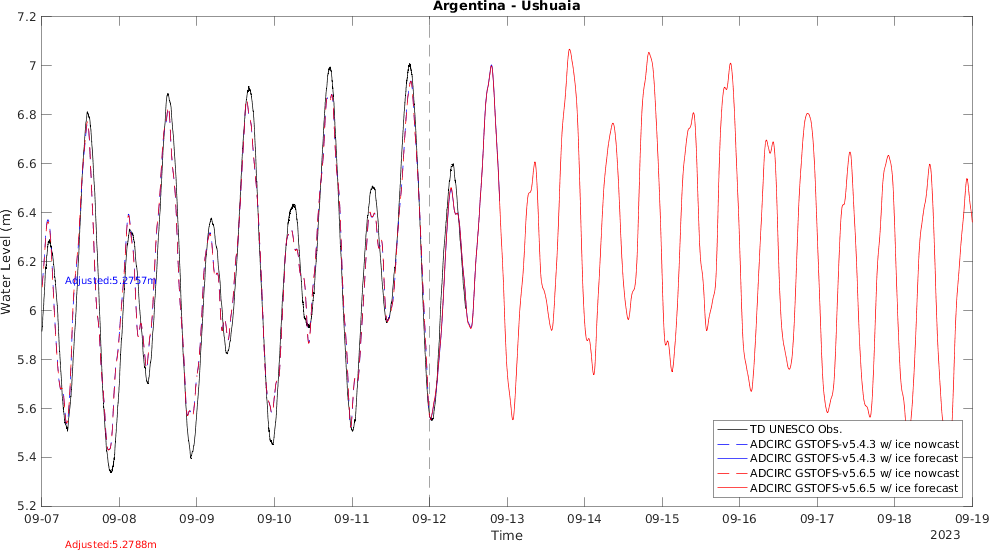 Argentina - Ushuaia
7.2
7
6.8
6.6
6.4
6.2
6
5.8
5.6
5.4
5.2
Water Level (m)
Adjusted:5.2757m
TD UNESCO Obs.
ADCIRC GSTOFS-v5.4.3 w/ ice nowcast
ADCIRC GSTOFS-v5.4.3 w/ ice forecast
ADCIRC GSTOFS-v5.6.5 w/ ice nowcast
ADCIRC GSTOFS-v5.6.5 w/ ice forecast
09-07 09-08 09-09 09-10 09-11 09-12 09-13 09-14 09-15 09-16 09-17 09-18 09-19
Time
2023
Adjusted:5.2788m